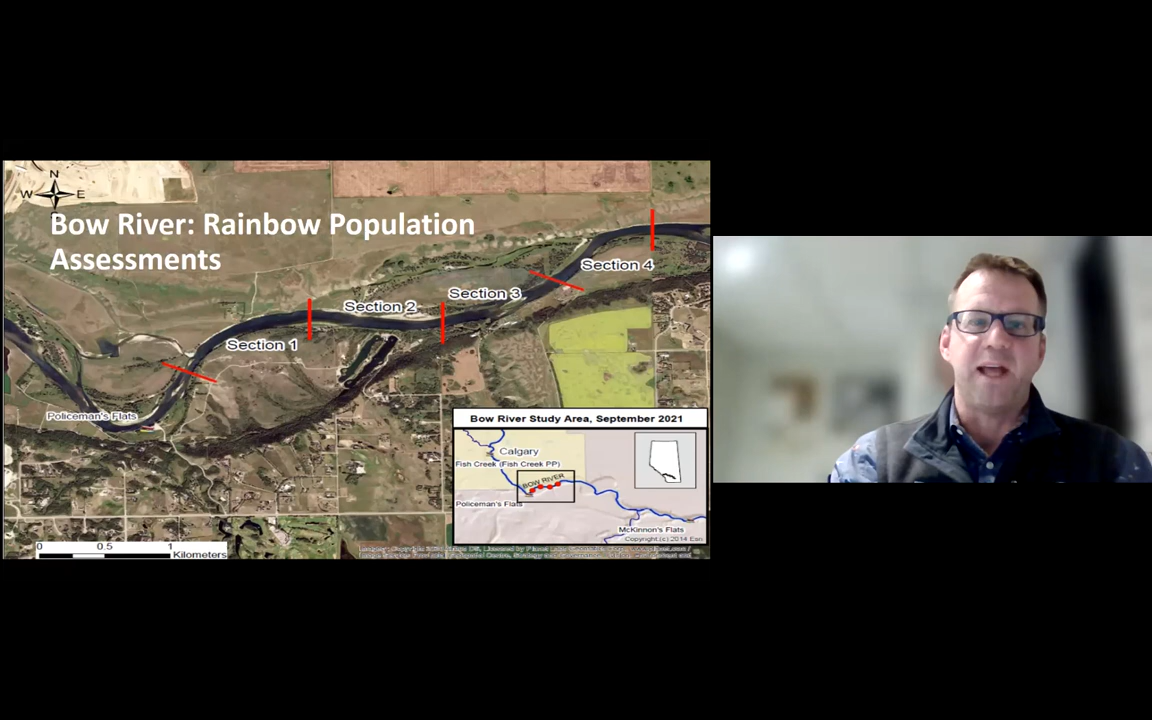 N
W E
Bow River: Rainbow Population
Assessments
Section 4
Section 3
Section 2
Section 1
Policeman's Flats
Bow River Study Area, September 2021
Calgary
Fish Creek (Fish Creek PP)
BOW RIVER
Policeman's Flats
McKinnon's Flats
Copyright (c) 2014 Esri
0 0.5 1
Kilometers